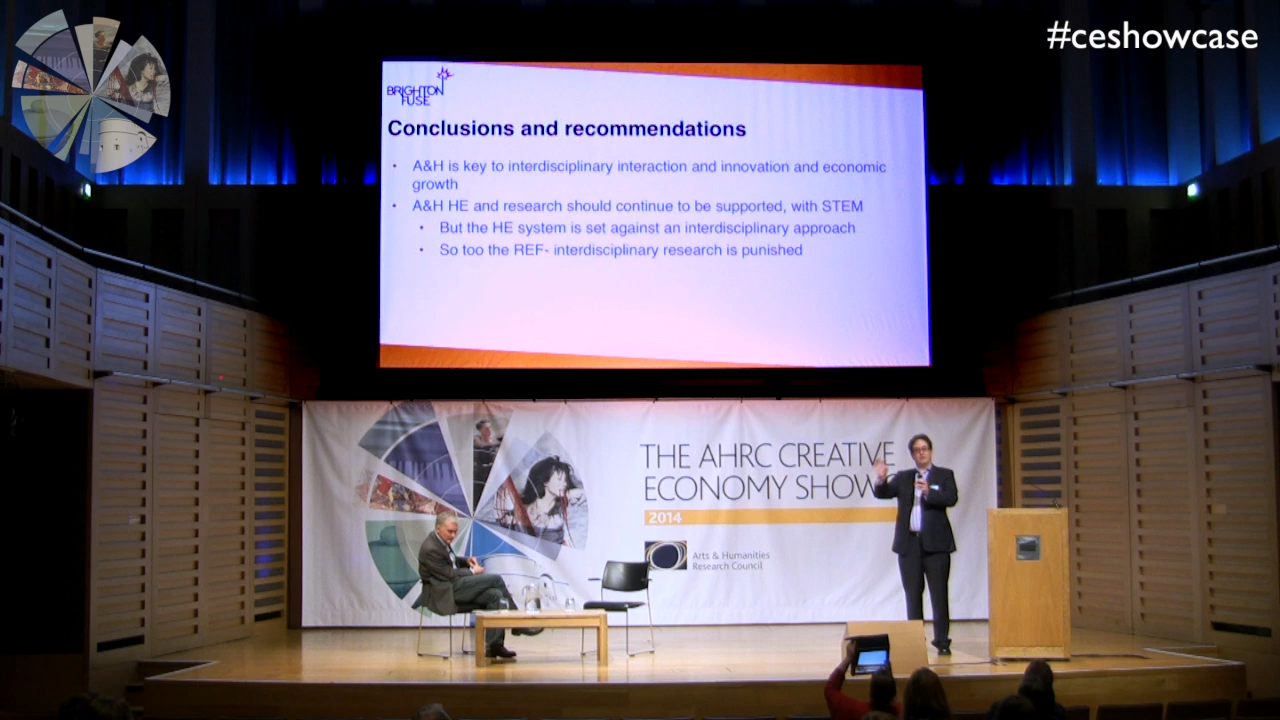 #ceshowcase
BRIGHTON
FUSE
Conclusions and recommendations
• A&H is key to interdisciplinary interaction and innovation and economic
growth
• A&H HE and research should continue to be supported, with STEM
• But the HE system is set against an interdisciplinary approach
• So too the REF- interdisciplinary research is punished
THE AHRC CREATIVE
ECONOMY SHOW
2014
Arts & Humanities
Research Council